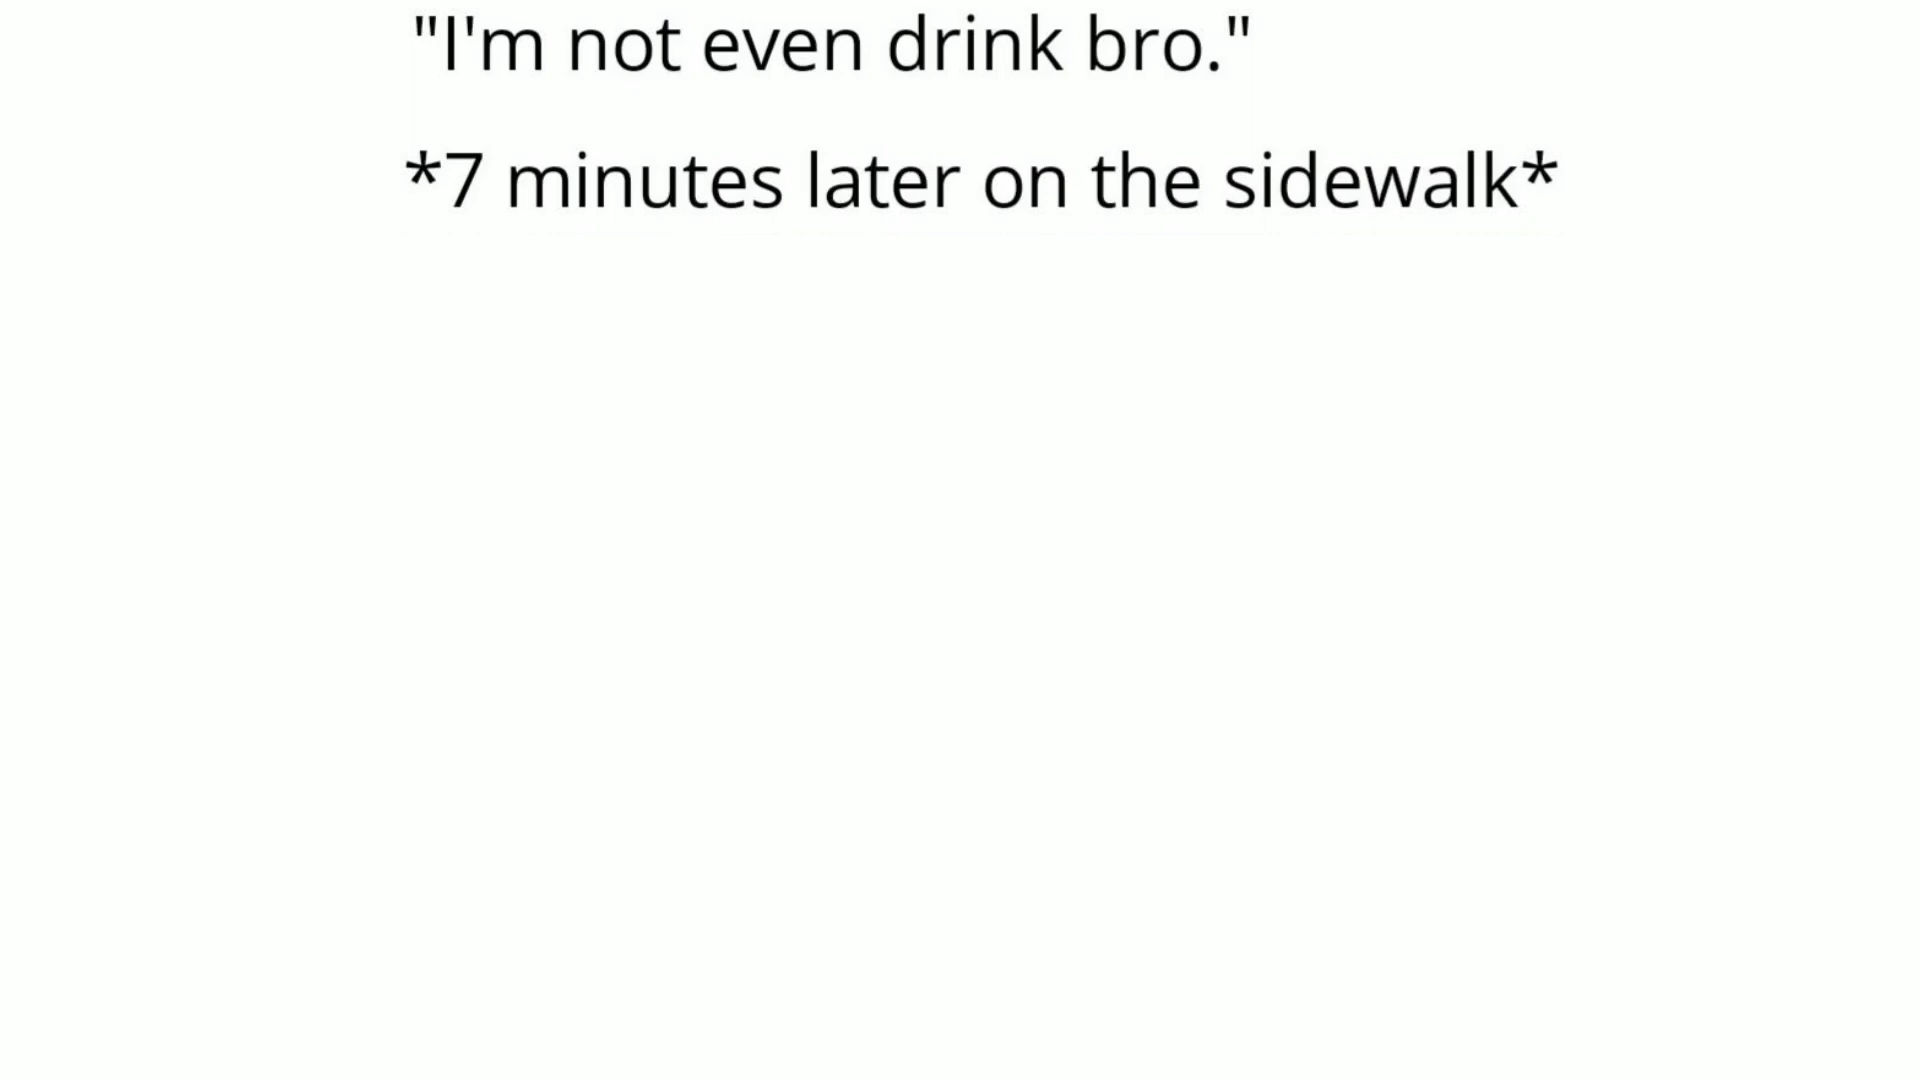 "I'm not even drink bro."
*7 minutes later on the sidewalk*